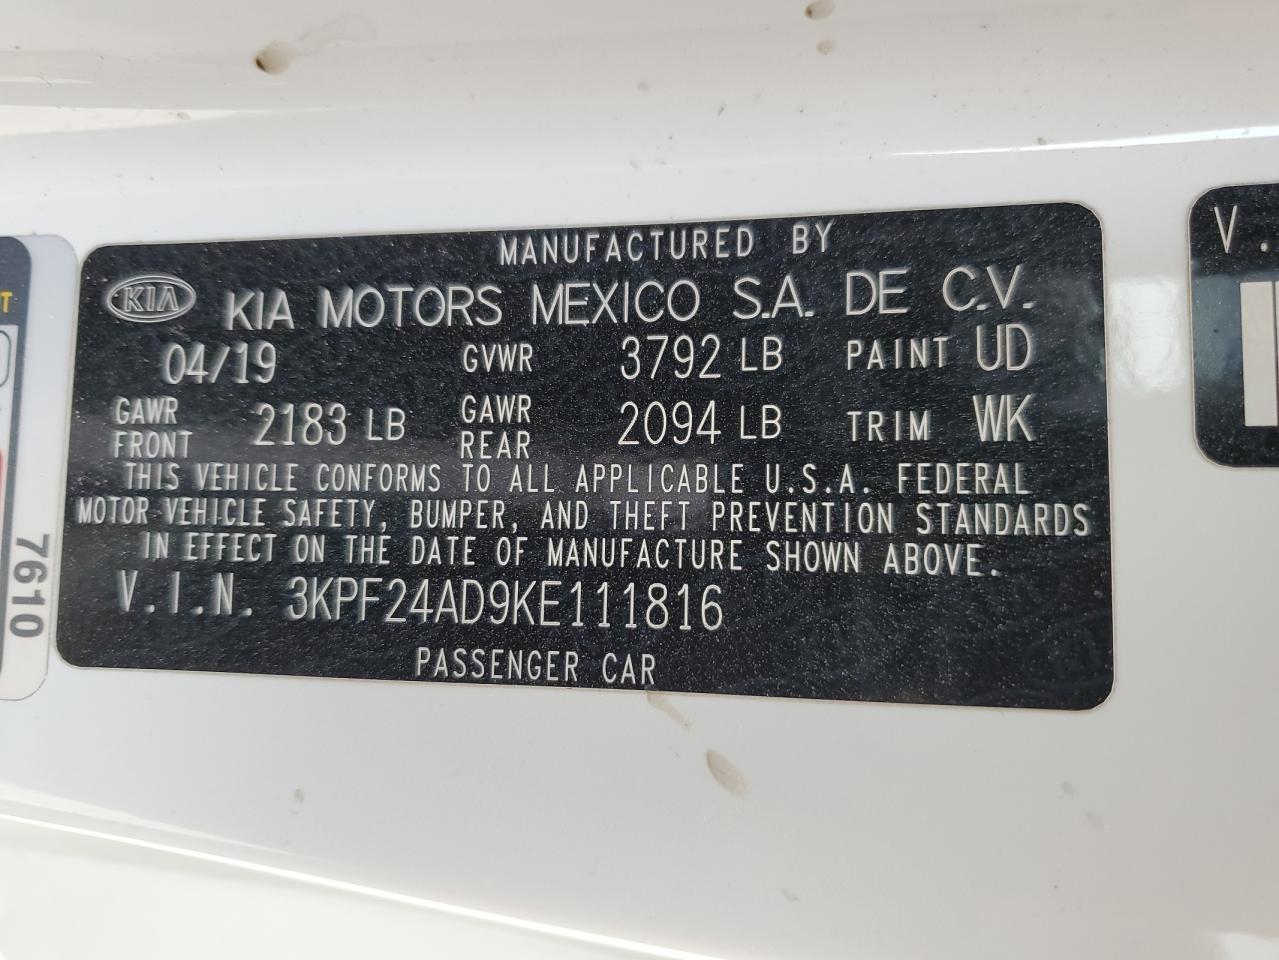 MANUFACTURED BY
KIA KIA MOTORS MEXICO S.A. DE C.V.
04/19 GVWR 3792 LB PAINT UD
GAWR FRONT 2183 LB GAWR REAR 2094 LB TRIM WK
THIS VEHICLE CONFORMS TO ALL APPLICABLE U.S.A. FEDERAL
MOTOR VEHICLE SAFETY, BUMPER, AND THEFT PREVENTION STANDARDS
IN EFFECT ON THE DATE OF MANUFACTURE SHOWN ABOVE.
V.I.N. 3KPF24AD9KE111816
PASSENGER CAR
7610
V.